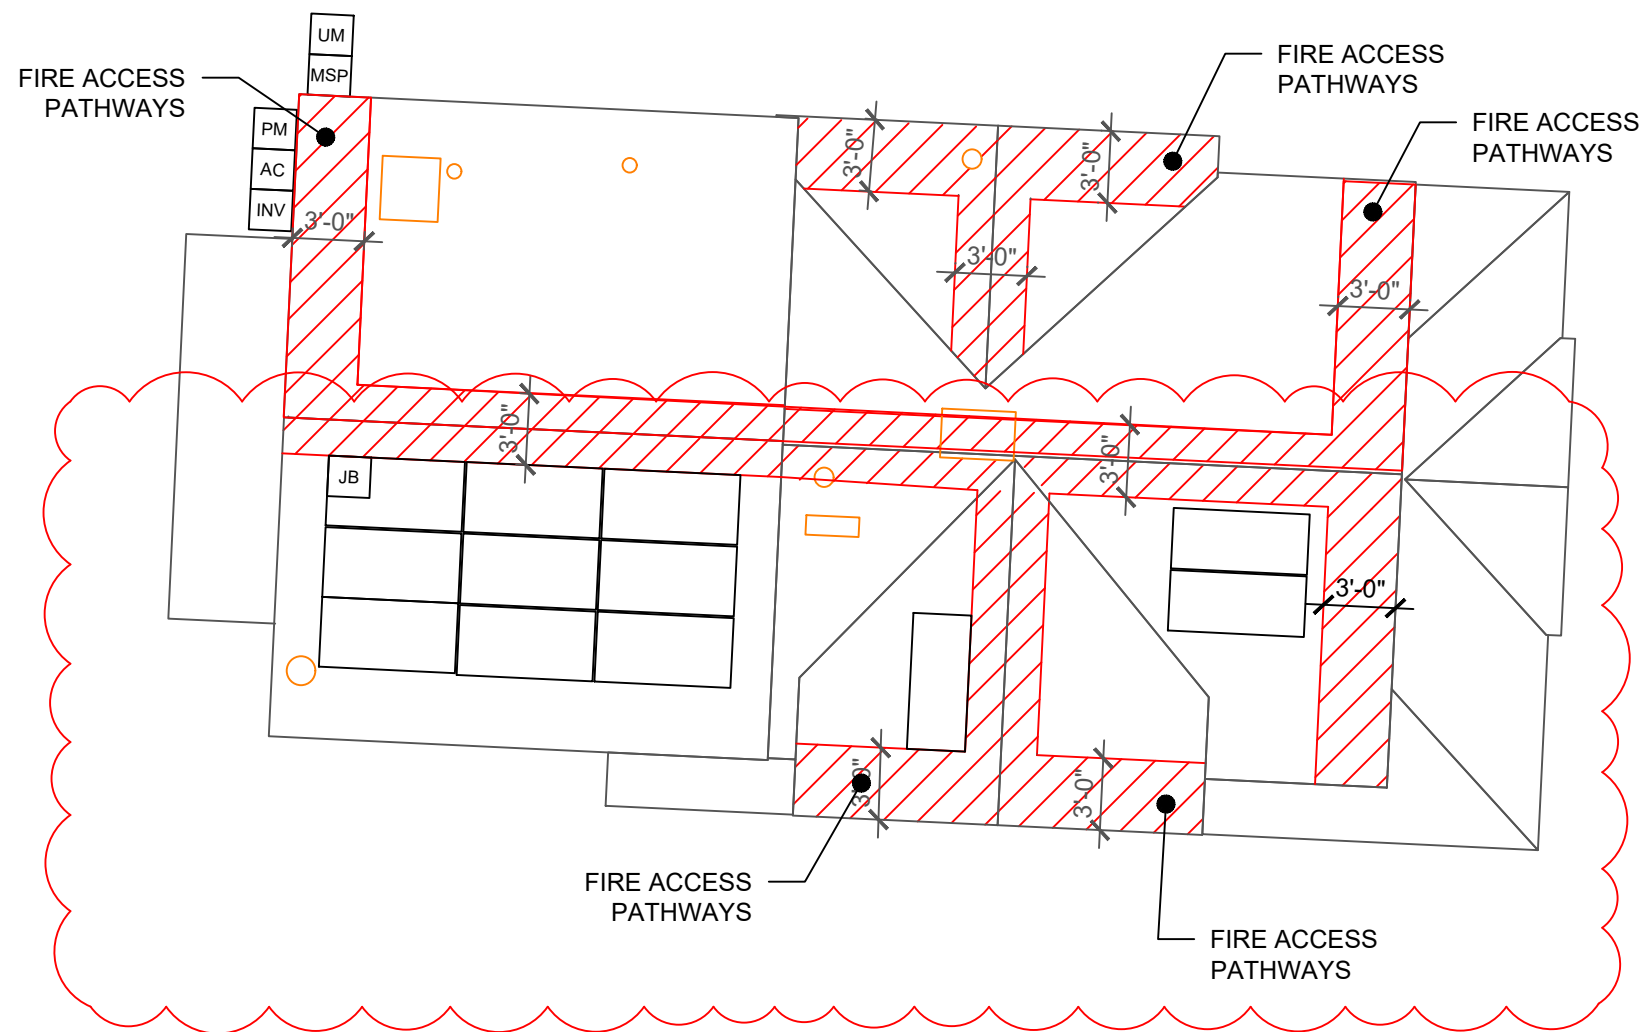 UM
MSP
FIRE ACCESS
PATHWAYS
FIRE ACCESS
PATHWAYS
FIRE ACCESS
PATHWAYS
PM
AC
INV
3'-0"
3'-0"
3'-0"
3'-0"
3'-0"
3'-0"
3'-0"
JB
3'-0"
3'-0"
3'-0"
FIRE ACCESS
PATHWAYS
FIRE ACCESS
PATHWAYS